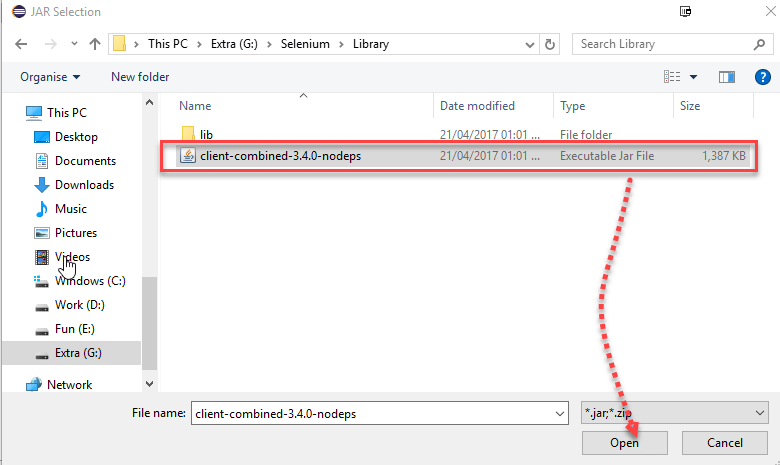 JAR Selection
This PC Extra (G:) Selenium Library Search Library
Organise New folder
Name Date modified Type Size
This PC
Desktop
Documents
Downloads
Music
Pictures
Videos
Windows (C:)
Work (D:)
Fun (E:)
Extra (G:)
Network
lib 21/04/2017 01:01 ... File folder
client-combined-3.4.0-nodeps 21/04/2017 01:01 ... Executable Jar File 1,387 KB
File name: client-combined-3.4.0-nodeps *.jar;*.zip
Open Cancel